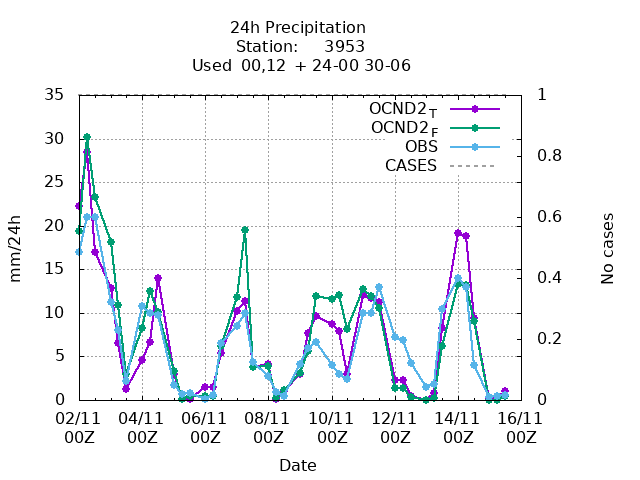 24h Precipitation
Station: 3953
Used 00,12 + 24-00 30-06
35 1
OCND2T
30 OCND2F
OBS 0.8
25 CASES
20 0.6
mm/24h No cases
15 0.4
10
0.2
5
0 0
02/11 04/11 06/11 08/11 10/11 12/11 14/11 16/11
00Z 00Z 00Z 00Z 00Z 00Z 00Z 00Z
Date